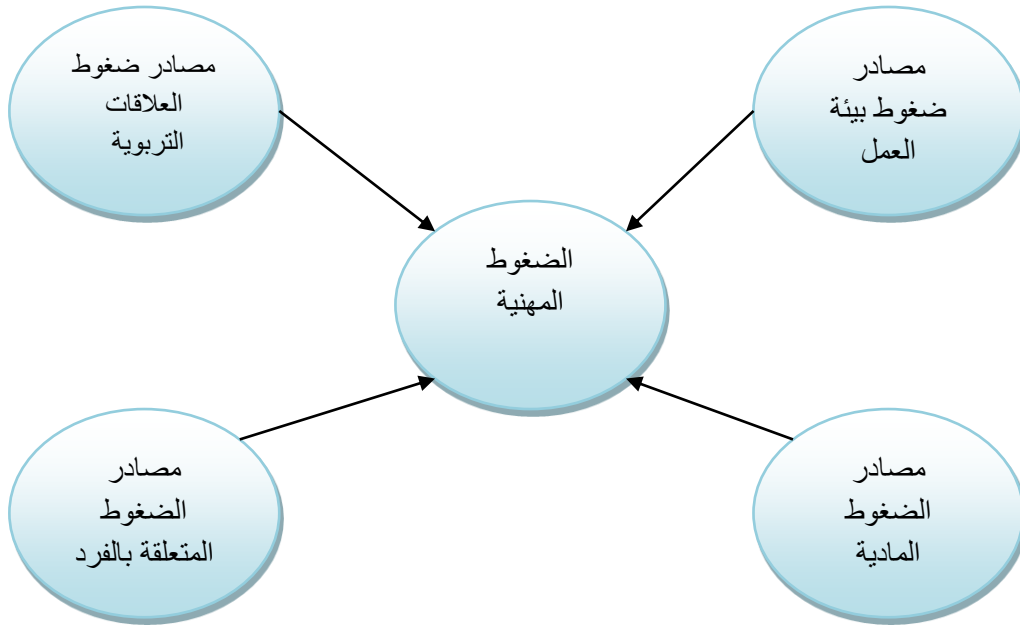 مصادر
ضغوط بيئة
العمل
مصادر ضغوط
العلاقات
التربوية
الضغوط
المهنية
مصادر
الضغوط
المادية
مصادر
الضغوط
المتعلقة بالفرد